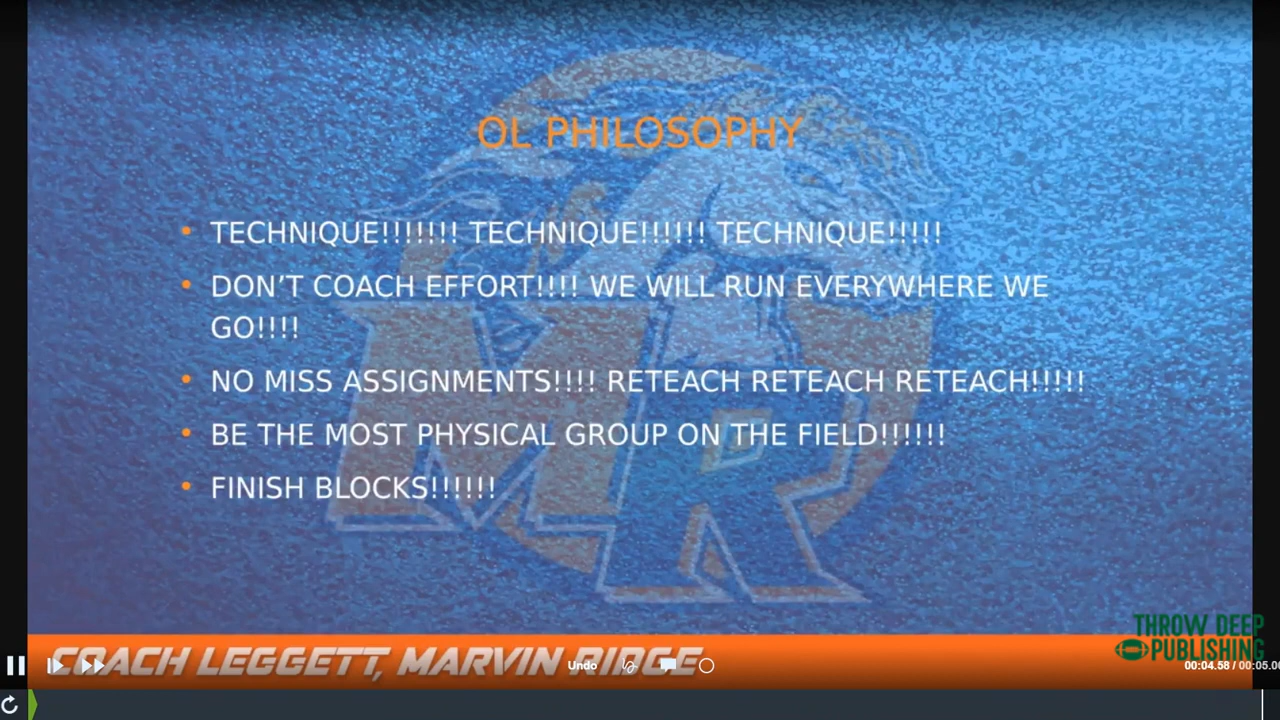 OL PHILOSOPHY
• TECHNIQUE!!!!!!! TECHNIQUE!!!!!! TECHNIQUE!!!!!
• DON’T COACH EFFORT!!!! WE WILL RUN EVERYWHERE WE
GO!!!!
• NO MISS ASSIGNMENTS!!!! RETEACH RETEACH RETEACH!!!!!
• BE THE MOST PHYSICAL GROUP ON THE FIELD!!!!!!
• FINISH BLOCKS!!!!!!
MR
THROW DEEP
PUBLISHING
COACH LEGGETT, MARVIN RIDGE
Undo
00:04.58 / 00:05.00